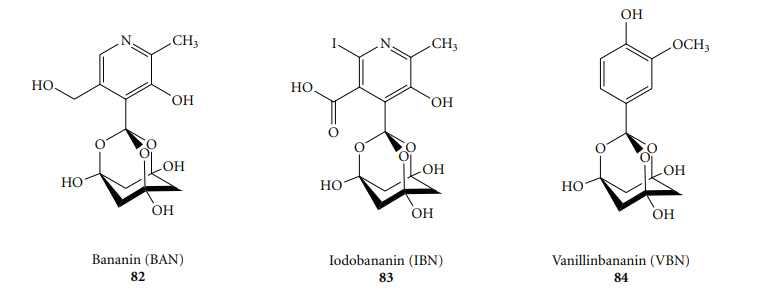 N
CH3
HO
OH
O
O
O
OH
HO
OH
Bananin (BAN)
82
I
N
CH3
HO
O
OH
O
O
O
OH
HO
OH
Iodobananin (IBN)
83
OH
OCH3
O
O
O
OH
HO
OH
Vanillinbananin (VBN)
84